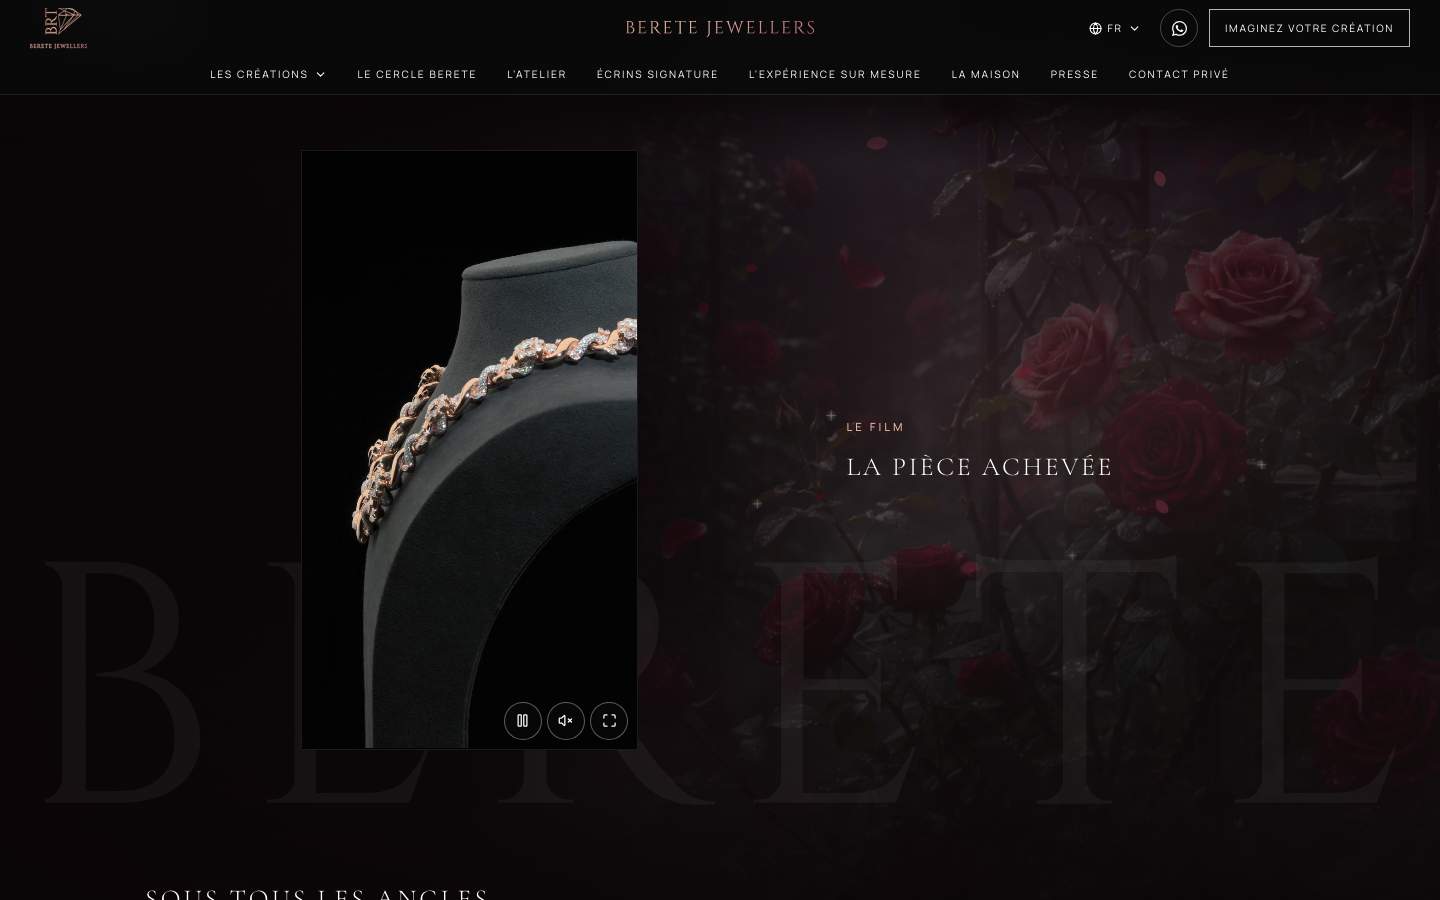 BRT
BERETE JEWELLERS
BERETE JEWELLERS
FR
IMAGINEZ VOTRE CRÉATION
LES CRÉATIONS
LE CERCLE BERETE
L'ATELIER
ÉCRINS SIGNATURE
L'EXPÉRIENCE SUR MESURE
LA MAISON
PRESSE
CONTACT PRIVÉ
LE FILM
LA PIÈCE ACHEVÉE
BERETE
SOUS TOUS LES ANGLES